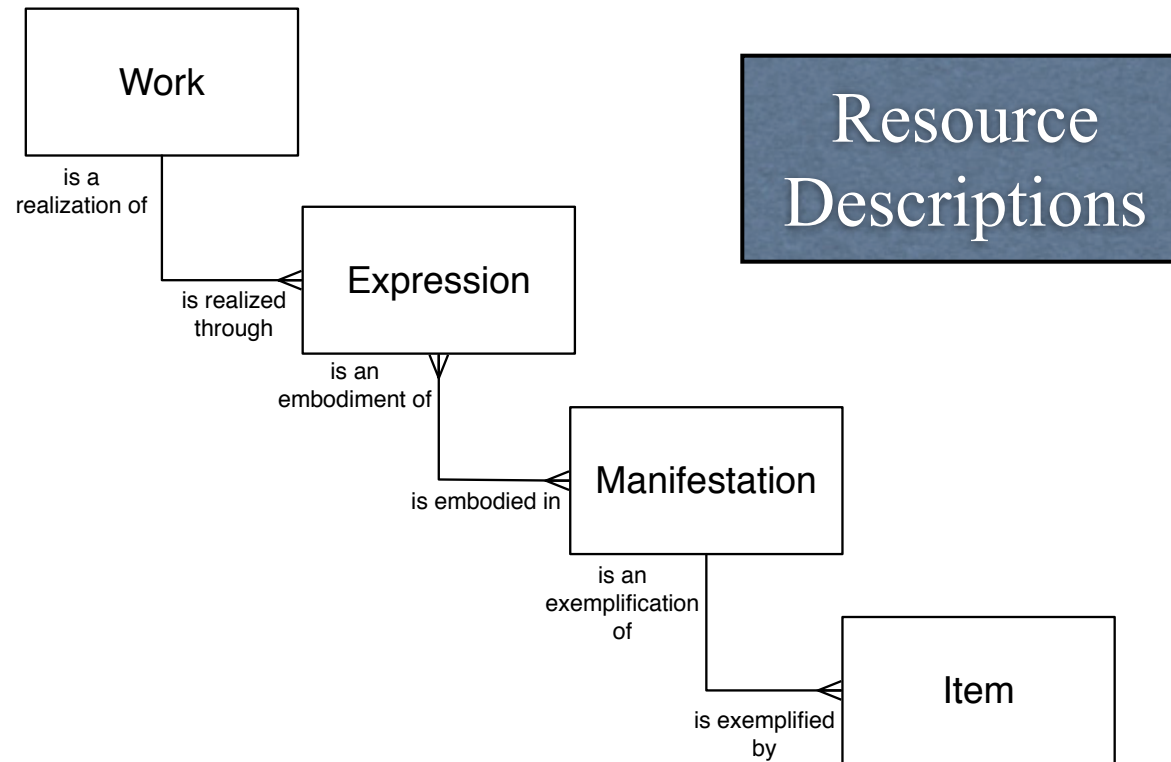 Work
Resource
Descriptions
is a
realization of
Expression
is realized
through
is an
embodiment of
Manifestation
is embodied in
is an
exemplification
of
Item
is exemplified
by